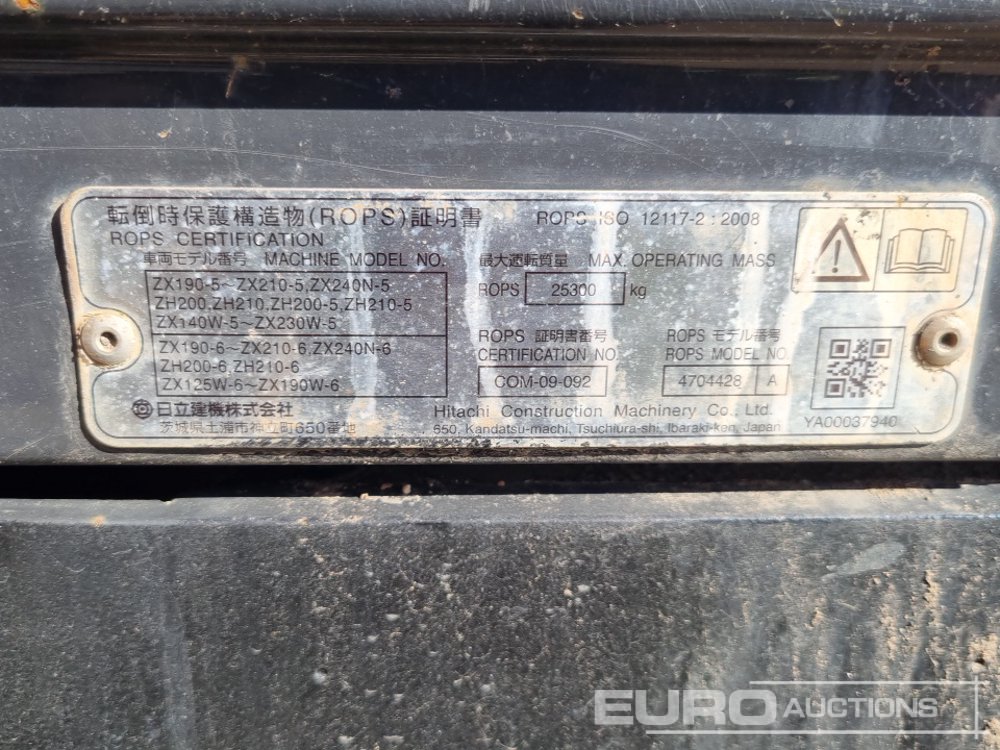 転倒時保護構造物(ROPS)証明書 ROPS ISO 12117-2 : 2008
ROPS CERTIFICATION
車両モデル番号 MACHINE MODEL NO.
ZX190-5～ZX210-5,ZX240N-5
ZH200,ZH210,ZH200-5,ZH210-5
ZX140W-5～ZX230W-5
ZX190-6～ZX210-6,ZX240N-6
ZH200-6,ZH210-6
ZX125W-6～ZX190W-6
最大運転質量 MAX OPERATING MASS
ROPS 25300 kg
ROPS 証明書番号
CERTIFICATION NO.
COM-09-092
ROPS モデル番号
ROPS MODEL NO.
4704428 A
日立建機株式会社 Hitachi Construction Machinery Co., Ltd.
茨城県土浦市神立町650番地 650, Kandatsu-machi, Tsuchiura-shi, Ibaraki-ken, Japan
YA00037940
EURO AUCTIONS